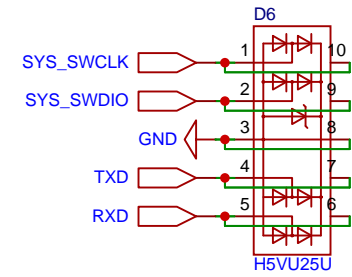 D6
SYS_SWCLK 1 10
SYS_SWDIO 2 9
GND 3 8
TXD 4 7
RXD 5 6
H5VU25U